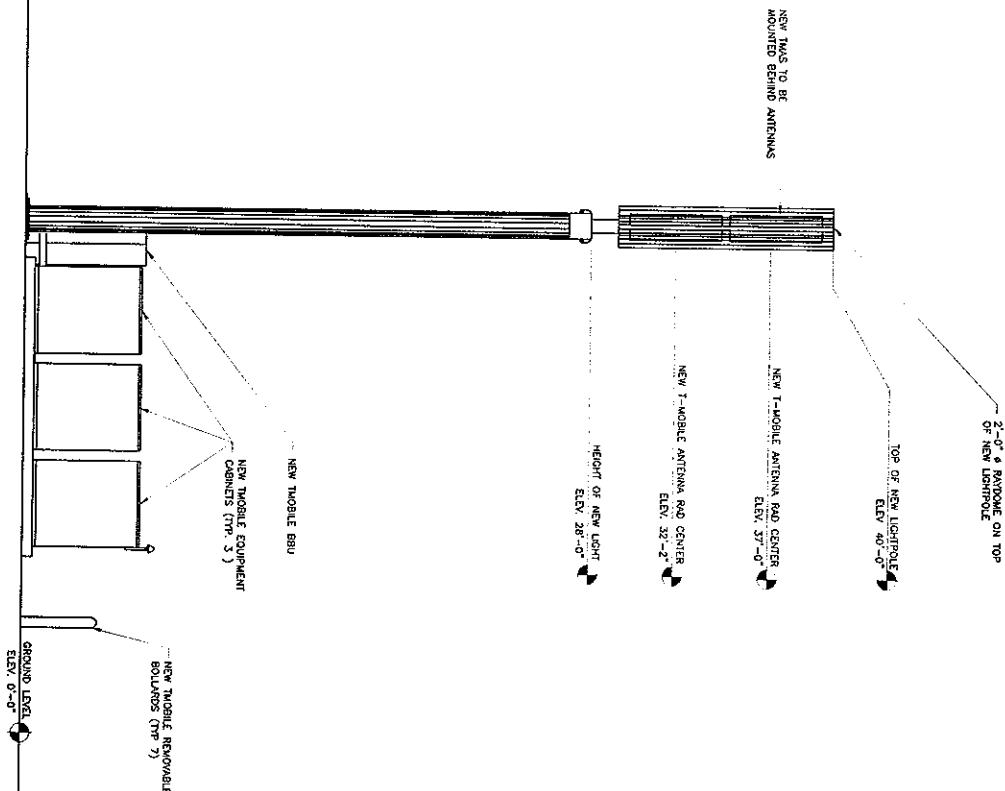 2'-0" ø RAYDOME ON TOP
OF NEW LIGHTPOLE
TOP OF NEW LIGHTPOLE
ELEV. 40'-0"
NEW TMAS TO BE
MOUNTED BEHIND ANTENNAS
NEW T-MOBILE ANTENNA RAD CENTER
ELEV. 37'-0"
NEW T-MOBILE ANTENNA RAD CENTER
ELEV. 32'-2"
HEIGHT OF NEW LIGHT
ELEV. 28'-0"
NEW TMOBILE BBU
NEW TMOBILE EQUIPMENT
CABINETS (TYP. 3 )
NEW TMOBILE REMOVABLE
BOLLARDS (TYP 7)
GROUND LEVEL
ELEV. 0'-0"